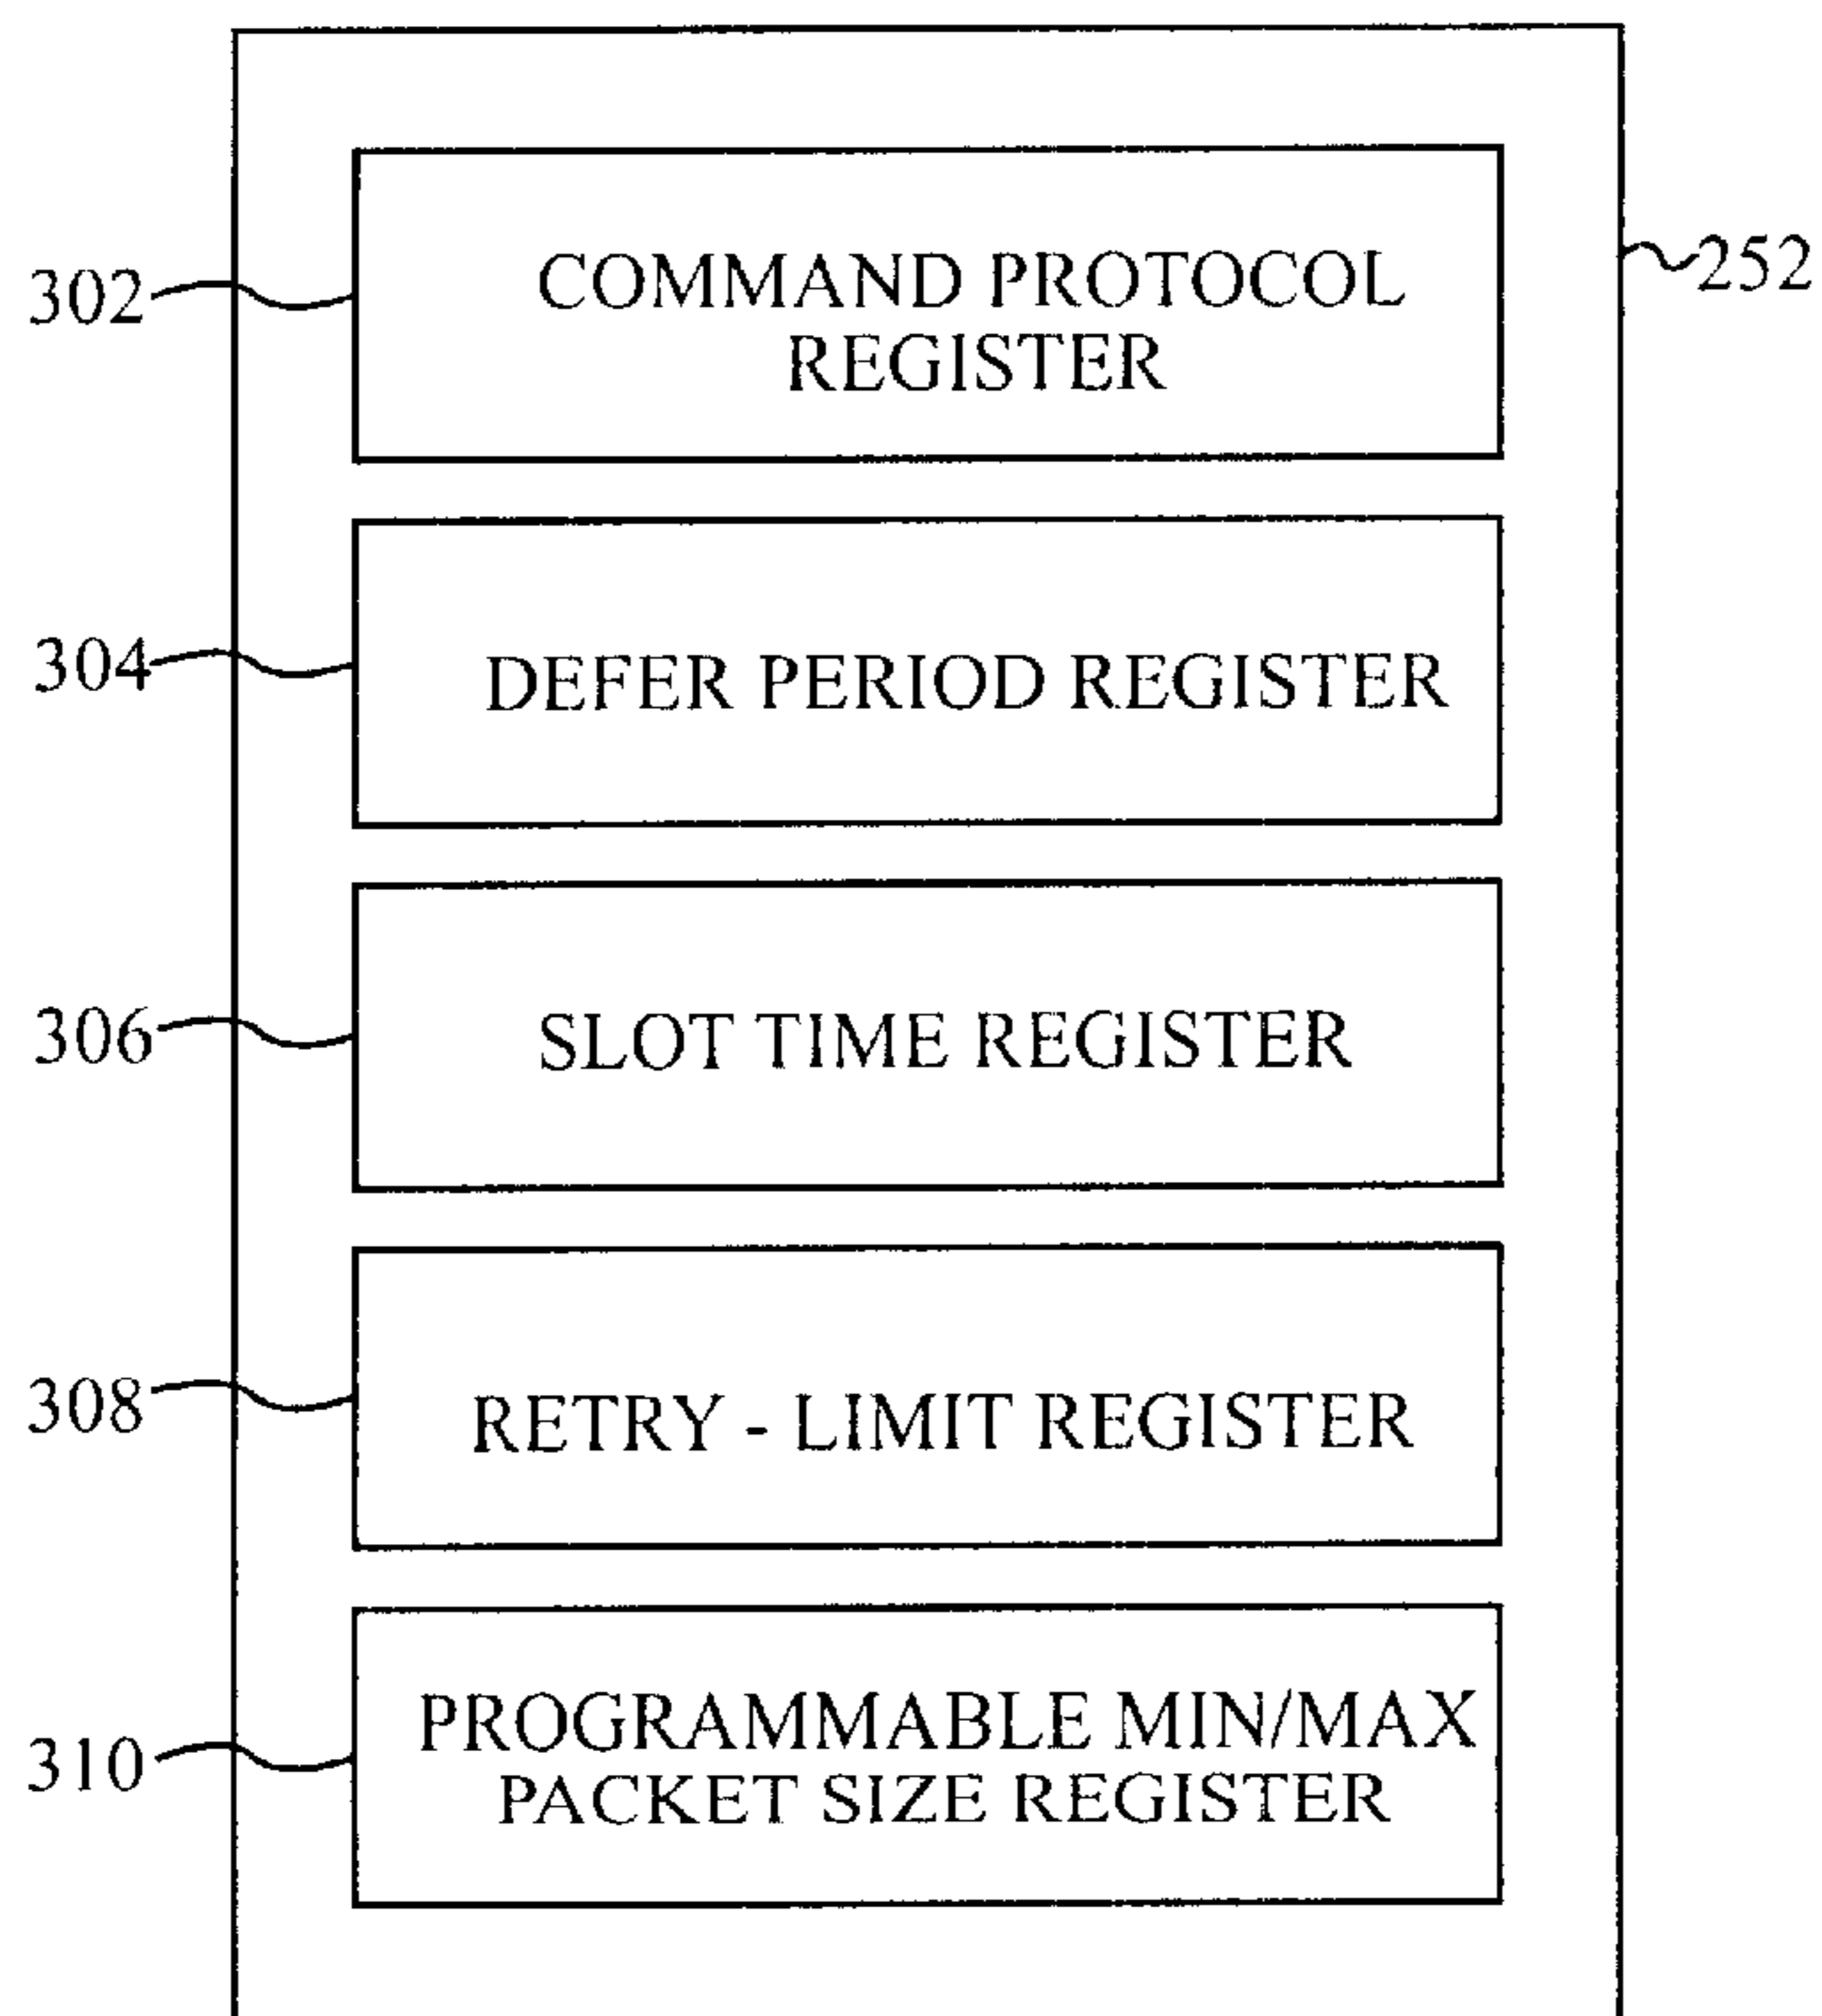 252
302
COMMAND PROTOCOL
REGISTER
304
DEFER PERIOD REGISTER
306
SLOT TIME REGISTER
308
RETRY - LIMIT REGISTER
310
PROGRAMMABLE MIN/MAX
PACKET SIZE REGISTER